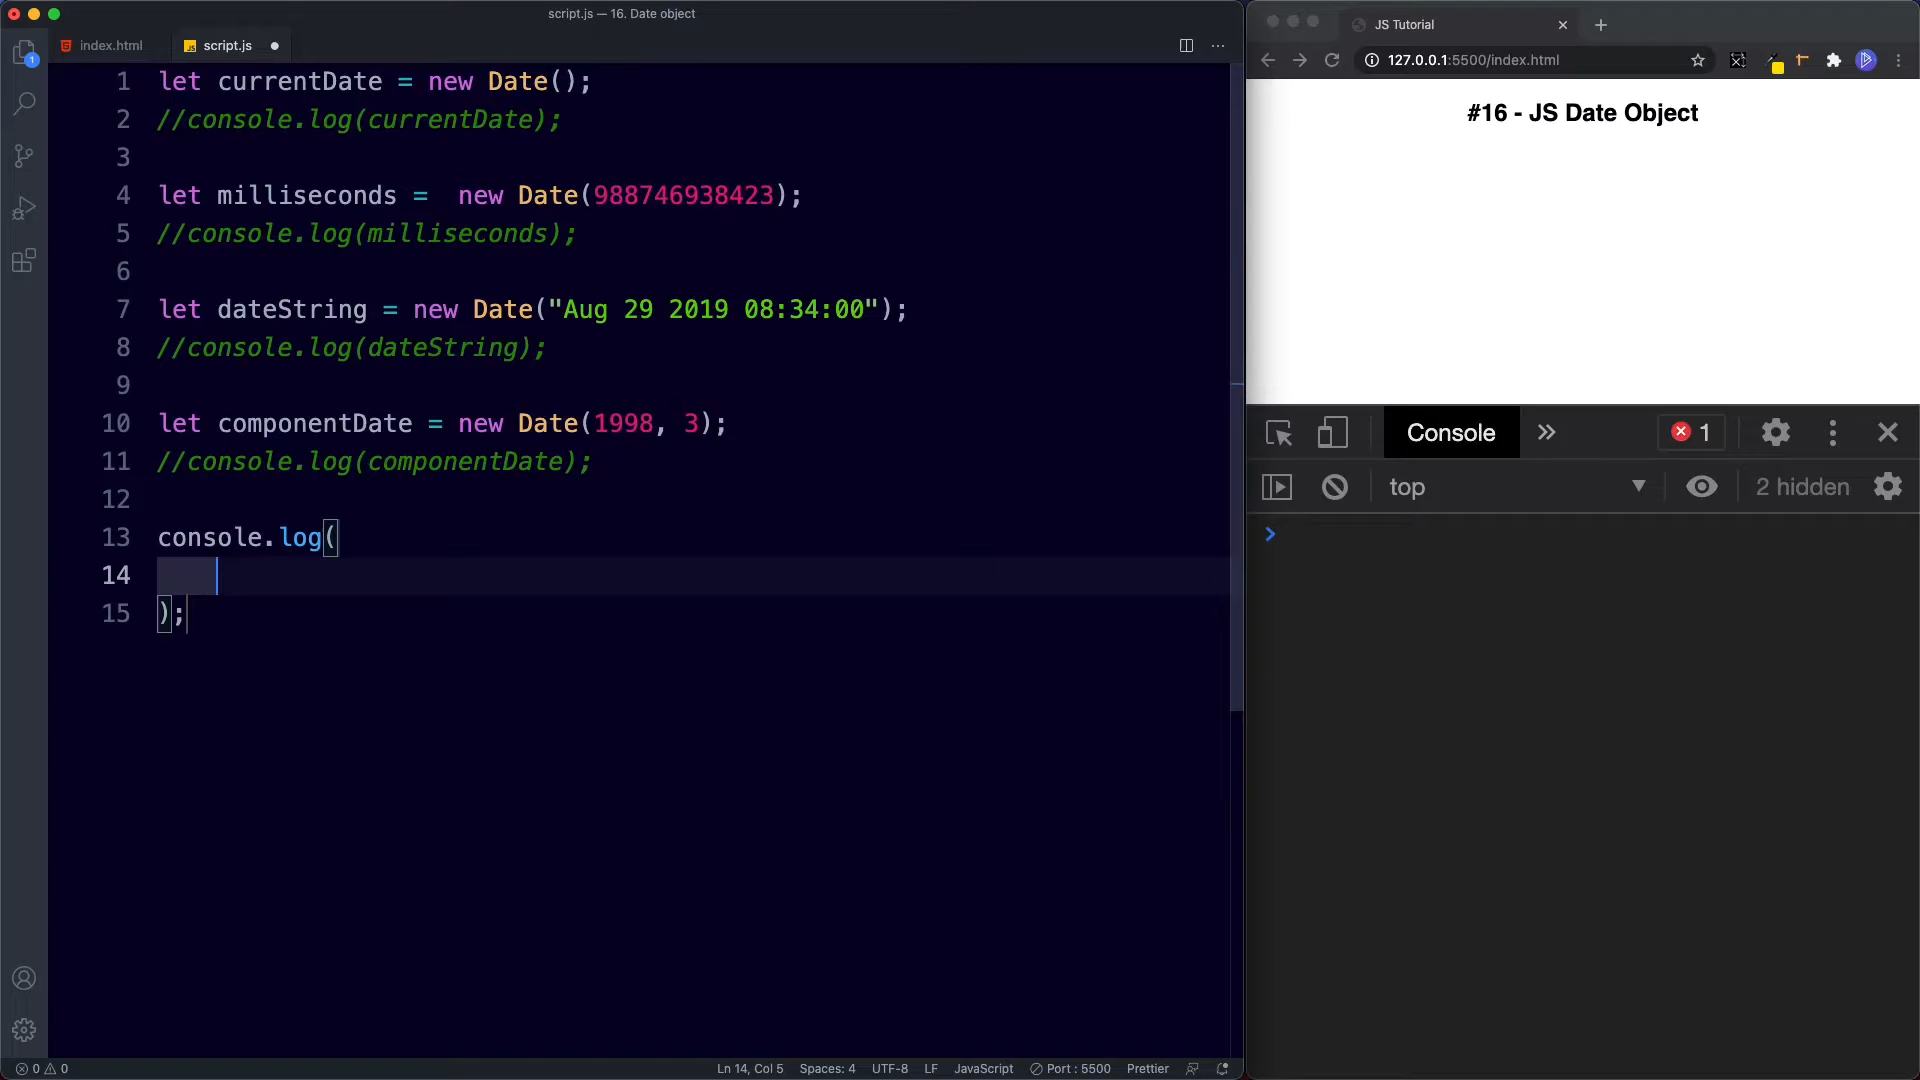 script.js — 16. Date object
index.html
script.js
1 let currentDate = new Date();
2 //console.log(currentDate);
3
4 let milliseconds =  new Date(988746938423);
5 //console.log(milliseconds);
6
7 let dateString = new Date("Aug 29 2019 08:34:00");
8 //console.log(dateString);
9
10 let componentDate = new Date(1998, 3);
11 //console.log(componentDate);
12
13 console.log(
14
15 );
1
JS
0 0
Ln 14, Col 5 Spaces: 4 UTF-8 LF JavaScript Port : 5500 Prettier
JS Tutorial
127.0.0.1:5500/index.html
#16 - JS Date Object
Console 1
top 2 hidden